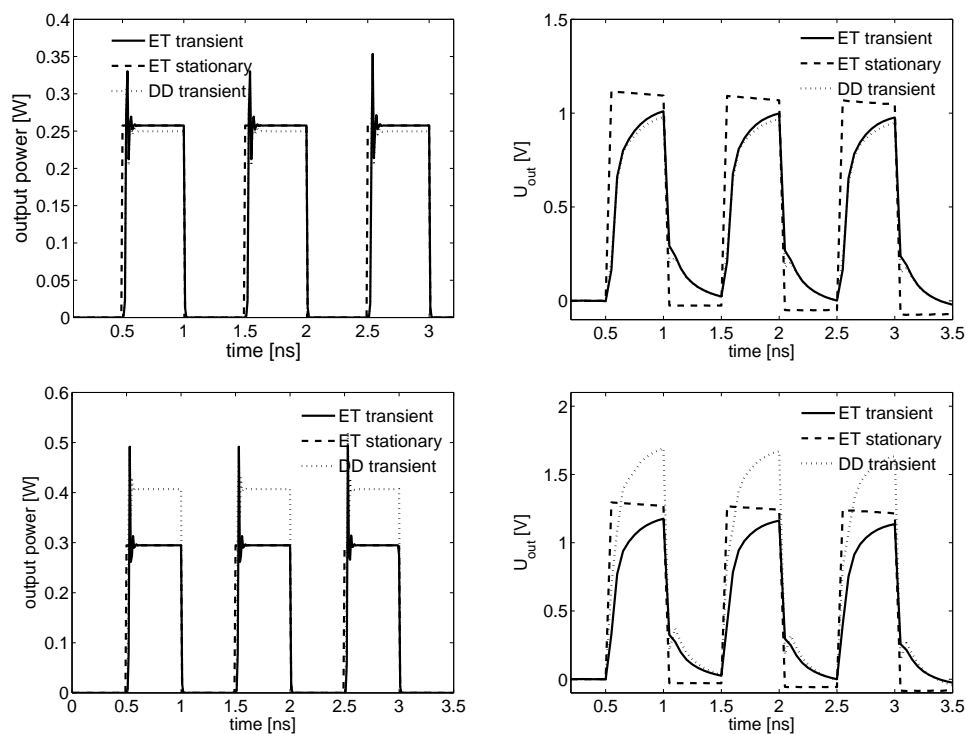 0.4
0.35
0.3
0.25
0.2
0.15
0.1
0.05
0
output power [W]
ET transient
ET stationary
DD transient
0.5 1 1.5 2 2.5 3
time [ns]
1.5
1
0.5
0
U_out [V]
ET transient
ET stationary
DD transient
0.5 1 1.5 2 2.5 3 3.5
time [ns]
0.6
0.5
0.4
0.3
0.2
0.1
0
output power [W]
ET transient
ET stationary
DD transient
0 0.5 1 1.5 2 2.5 3 3.5
time [ns]
2
1.5
1
0.5
0
U_out [V]
ET transient
ET stationary
DD transient
0.5 1 1.5 2 2.5 3 3.5
time [ns]